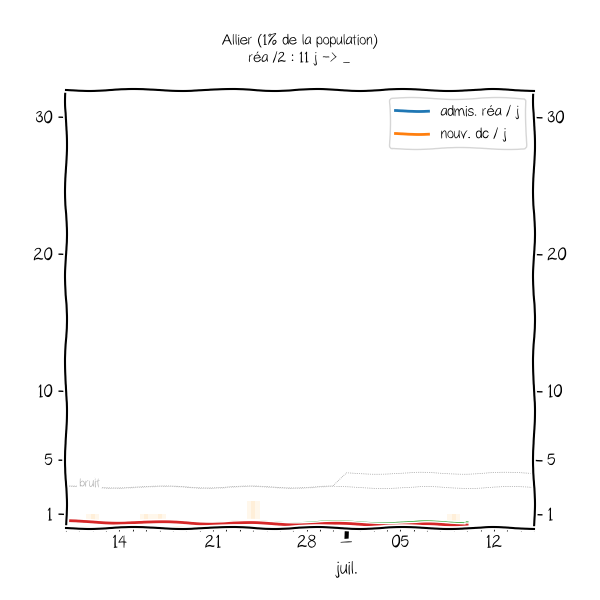 Allier (1% de la population)
réa /2 : 11 j -> _
admis. réa / j
nouv. dc / j
30
30
20
20
10
10
5
5
bruit
1
1
14
21
28
05
12
juil.